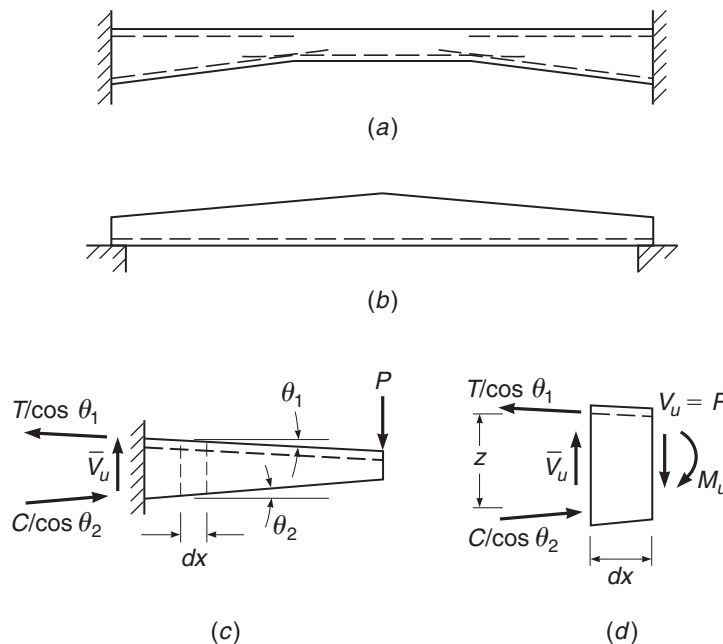 (a)
(b)
T/cos θ1
V̅u
C/cos θ2
θ1
P
θ2
dx
(c)
T/cos θ1
z
V̅u
C/cos θ2
Vu = P
Mu
dx
(d)